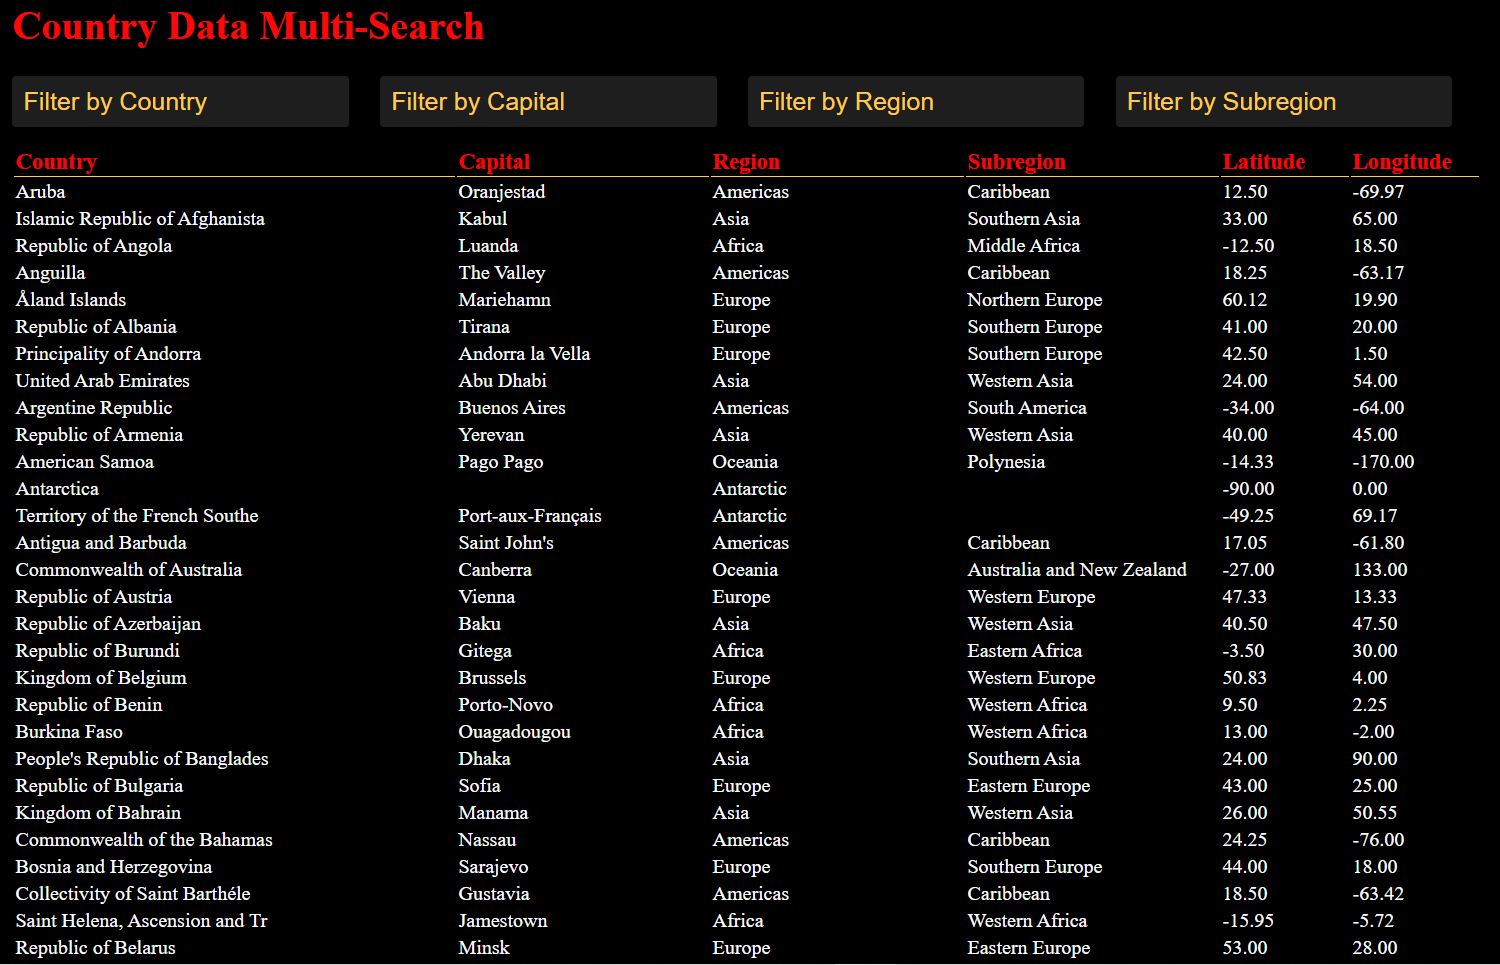 Country Data Multi-Search
Filter by Country Filter by Capital Filter by Region Filter by Subregion
Country Capital Region Subregion Latitude Longitude
Aruba Oranjestad Americas Caribbean 12.50 -69.97
Islamic Republic of Afghanista Kabul Asia Southern Asia 33.00 65.00
Republic of Angola Luanda Africa Middle Africa -12.50 18.50
Anguilla The Valley Americas Caribbean 18.25 -63.17
Åland Islands Mariehamn Europe Northern Europe 60.12 19.90
Republic of Albania Tirana Europe Southern Europe 41.00 20.00
Principality of Andorra Andorra la Vella Europe Southern Europe 42.50 1.50
United Arab Emirates Abu Dhabi Asia Western Asia 24.00 54.00
Argentine Republic Buenos Aires Americas South America -34.00 -64.00
Republic of Armenia Yerevan Asia Western Asia 40.00 45.00
American Samoa Pago Pago Oceania Polynesia -14.33 -170.00
Antarctica Antarctic -90.00 0.00
Territory of the French Southe Port-aux-Français Antarctic -49.25 69.17
Antigua and Barbuda Saint John's Americas Caribbean 17.05 -61.80
Commonwealth of Australia Canberra Oceania Australia and New Zealand -27.00 133.00
Republic of Austria Vienna Europe Western Europe 47.33 13.33
Republic of Azerbaijan Baku Asia Western Asia 40.50 47.50
Republic of Burundi Gitega Africa Eastern Africa -3.50 30.00
Kingdom of Belgium Brussels Europe Western Europe 50.83 4.00
Republic of Benin Porto-Novo Africa Western Africa 9.50 2.25
Burkina Faso Ouagadougou Africa Western Africa 13.00 -2.00
People's Republic of Banglades Dhaka Asia Southern Asia 24.00 90.00
Republic of Bulgaria Sofia Europe Eastern Europe 43.00 25.00
Kingdom of Bahrain Manama Asia Western Asia 26.00 50.55
Commonwealth of the Bahamas Nassau Americas Caribbean 24.25 -76.00
Bosnia and Herzegovina Sarajevo Europe Southern Europe 44.00 18.00
Collectivity of Saint Barthéle Gustavia Americas Caribbean 18.50 -63.42
Saint Helena, Ascension and Tr Jamestown Africa Western Africa -15.95 -5.72
Republic of Belarus Minsk Europe Eastern Europe 53.00 28.00